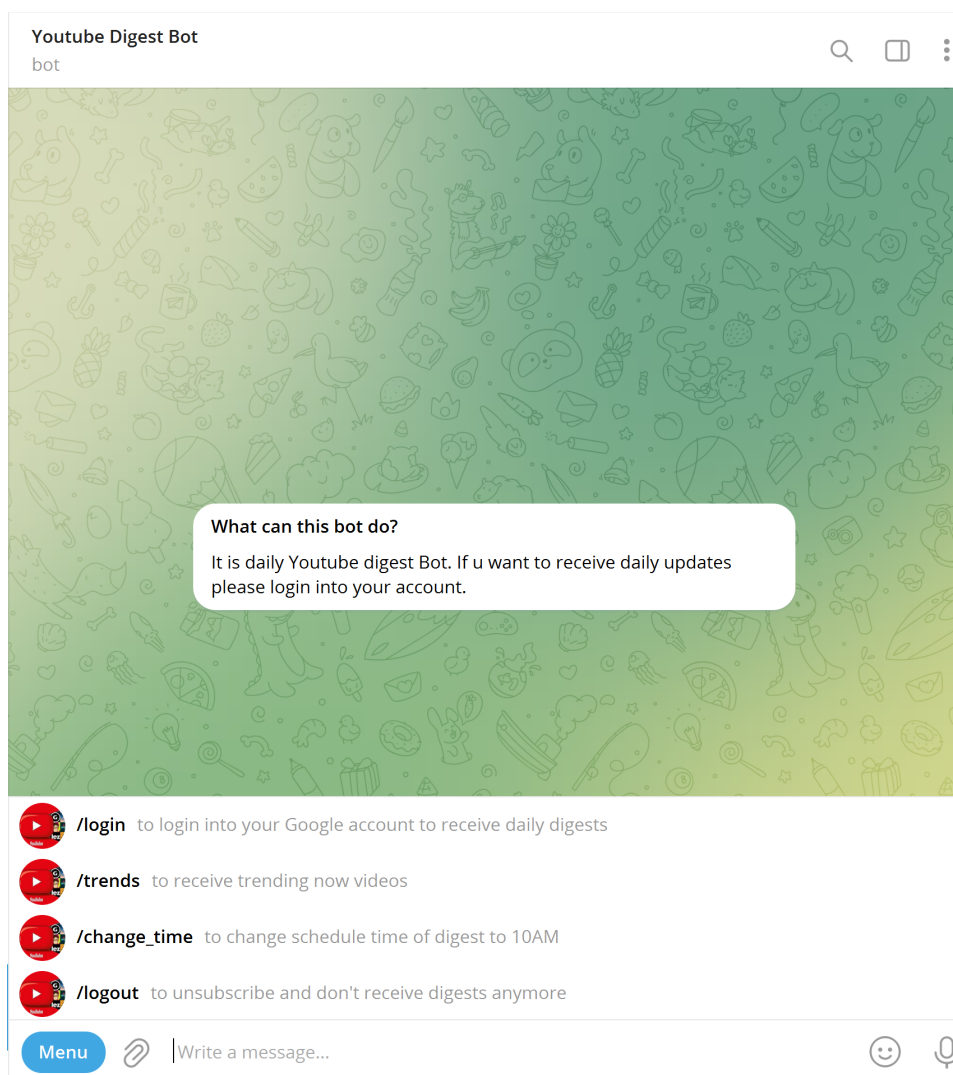 Youtube Digest Bot
bot
What can this bot do?
It is daily Youtube digest Bot. If u want to receive daily updates
please login into your account.
/login to login into your Google account to receive daily digests
/trends to receive trending now videos
/change_time to change schedule time of digest to 10AM
/logout to unsubscribe and don't receive digests anymore
Menu Write a message...